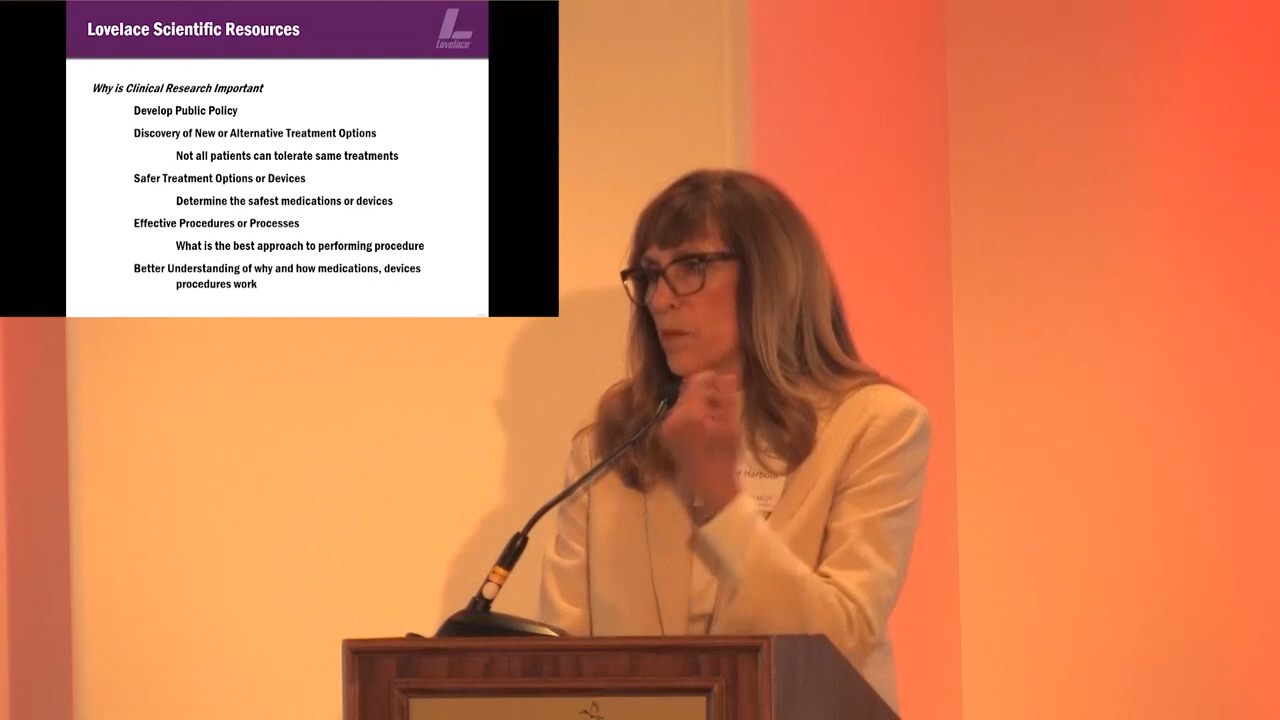 Lovelace Scientific Resources
Lovelace
Why is Clinical Research Important
Develop Public Policy
Discovery of New or Alternative Treatment Options
Not all patients can tolerate same treatments
Safer Treatment Options or Devices
Determine the safest medications or devices
Effective Procedures or Processes
What is the best approach to performing procedure
Better Understanding of why and how medications, devices
procedures work
Harbour